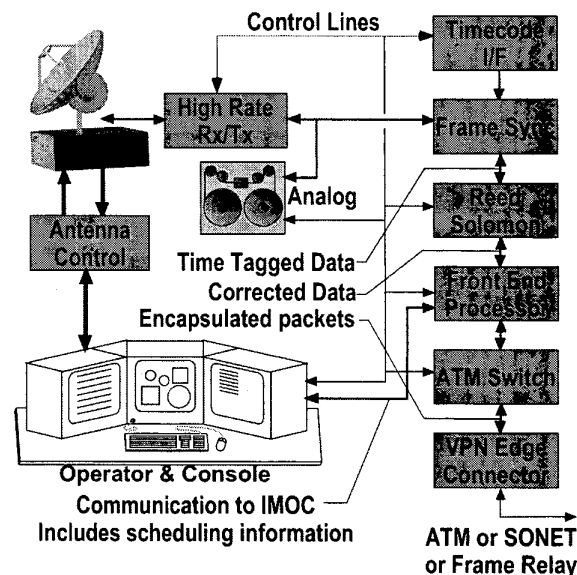 Control Lines
Timecode
I/F
High Rate
Rx/Tx
Frame Sync
Analog
Reed
Solomon
Antenna
Control
Time Tagged Data
Corrected Data
Encapsulated packets
Front End
Processor
ATM Switch
VPN Edge
Connector
Operator & Console
Communication to IMOC
Includes scheduling information
ATM or SONET
or Frame Relay